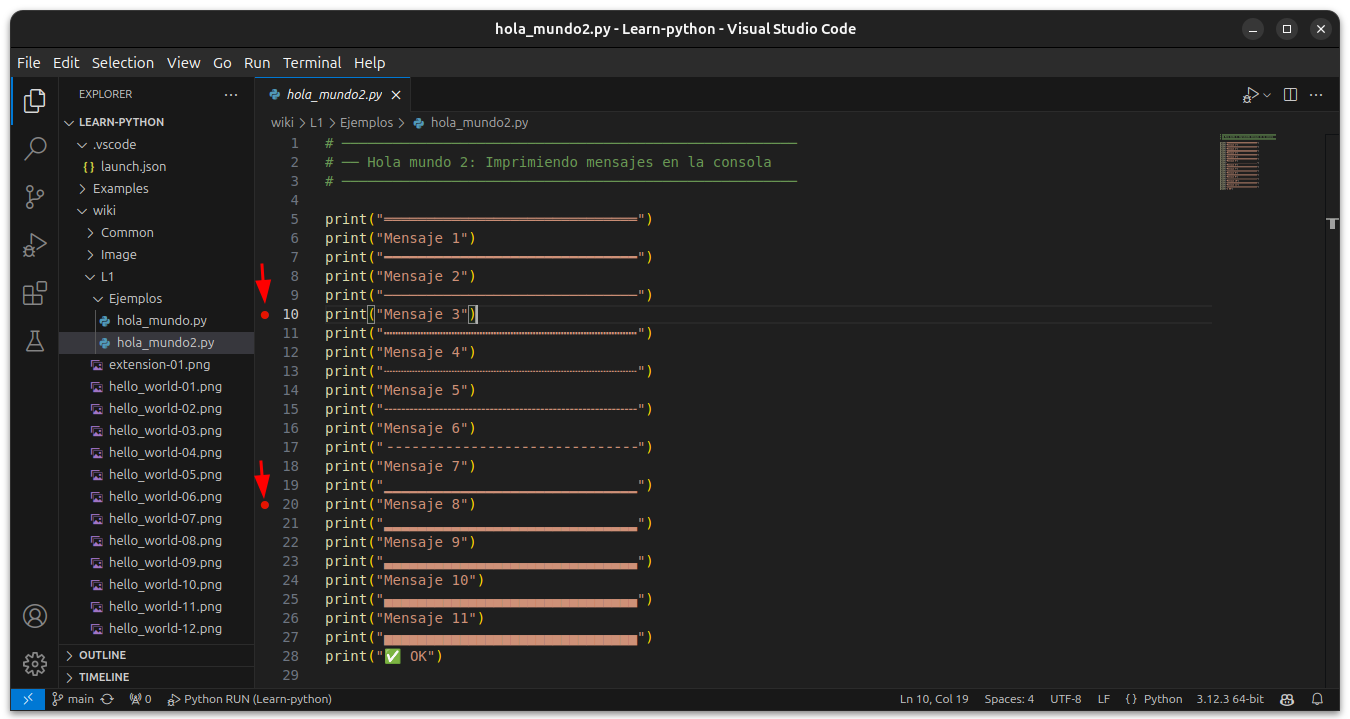 hola_mundo2.py - Learn-python - Visual Studio Code
File Edit Selection View Go Run Terminal Help
EXPLORER
LEARN-PYTHON
.vscode
{} launch.json
Examples
wiki
Common
Image
L1
Ejemplos
hola_mundo.py
hola_mundo2.py
extension-01.png
hello_world-01.png
hello_world-02.png
hello_world-03.png
hello_world-04.png
hello_world-05.png
hello_world-06.png
hello_world-07.png
hello_world-08.png
hello_world-09.png
hello_world-10.png
hello_world-11.png
hello_world-12.png
OUTLINE
TIMELINE
hola_mundo2.py
wiki > L1 > Ejemplos > hola_mundo2.py
1 # ──────────────────────────────────────────────────────
2 # ── Hola mundo 2: Imprimiendo mensajes en la consola
3 # ──────────────────────────────────────────────────────
4
5 print("══════════════════════════════")
6 print("Mensaje 1")
7 print("━━━━━━━━━━━━━━━━━━━━━━━━━━━━━━")
8 print("Mensaje 2")
9 print("──────────────────────────────")
10 print("Mensaje 3")
11 print("┅┅┅┅┅┅┅┅┅┅┅┅┅┅┅┅┅┅┅┅┅┅┅┅┅┅┅┅┅┅")
12 print("Mensaje 4")
13 print("┈┈┈┈┈┈┈┈┈┈┈┈┈┈┈┈┈┈┈┈┈┈┈┈┈┈┈┈┈┈")
14 print("Mensaje 5")
15 print("┄┄┄┄┄┄┄┄┄┄┄┄┄┄┄┄┄┄┄┄┄┄┄┄┄┄┄┄┄┄")
16 print("Mensaje 6")
17 print("------------------------------")
18 print("Mensaje 7")
19 print("▁▁▁▁▁▁▁▁▁▁▁▁▁▁▁▁▁▁▁▁▁▁▁▁▁▁▁▁▁▁")
20 print("Mensaje 8")
21 print("▂▂▂▂▂▂▂▂▂▂▂▂▂▂▂▂▂▂▂▂▂▂▂▂▂▂▂▂▂▂")
22 print("Mensaje 9")
23 print("▃▃▃▃▃▃▃▃▃▃▃▃▃▃▃▃▃▃▃▃▃▃▃▃▃▃▃▃▃▃")
24 print("Mensaje 10")
25 print("▄▄▄▄▄▄▄▄▄▄▄▄▄▄▄▄▄▄▄▄▄▄▄▄▄▄▄▄▄▄")
26 print("Mensaje 11")
27 print("▅▅▅▅▅▅▅▅▅▅▅▅▅▅▅▅▅▅▅▅▅▅▅▅▅▅▅▅▅▅")
28 print("✅ OK")
29
main 0 Python RUN (Learn-python) Ln 10, Col 19 Spaces: 4 UTF-8 LF {} Python 3.12.3 64-bit